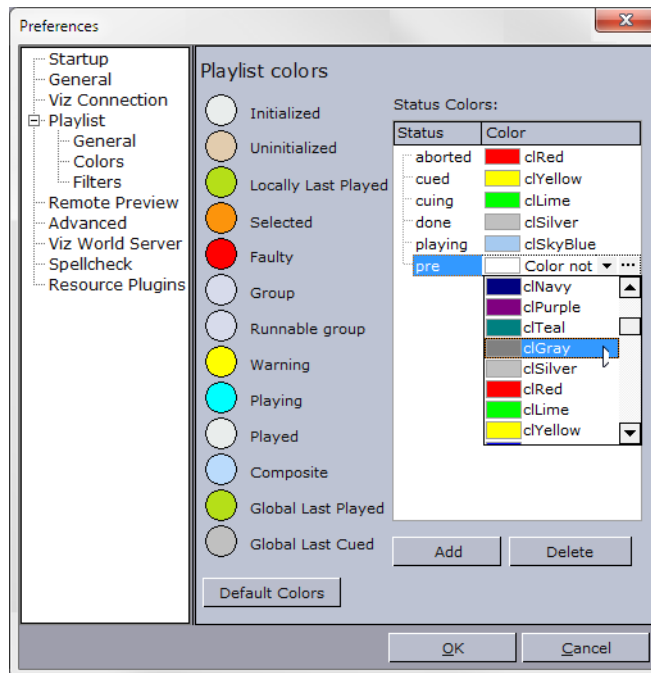 Preferences
Startup
General
Viz Connection
Playlist
General
Colors
Filters
Remote Preview
Advanced
Viz World Server
Spellcheck
Resource Plugins
Playlist colors
Initialized
Uninitialized
Locally Last Played
Selected
Faulty
Group
Runnable group
Warning
Playing
Played
Composite
Global Last Played
Global Last Cued
Default Colors
Status Colors:
Status Color
aborted clRed
cued clYellow
cuing clLime
done clSilver
playing clSkyBlue
pre Color not ...
clNavy
clPurple
clTeal
clGray
clSilver
clRed
clLime
clYellow
Add Delete
OK Cancel